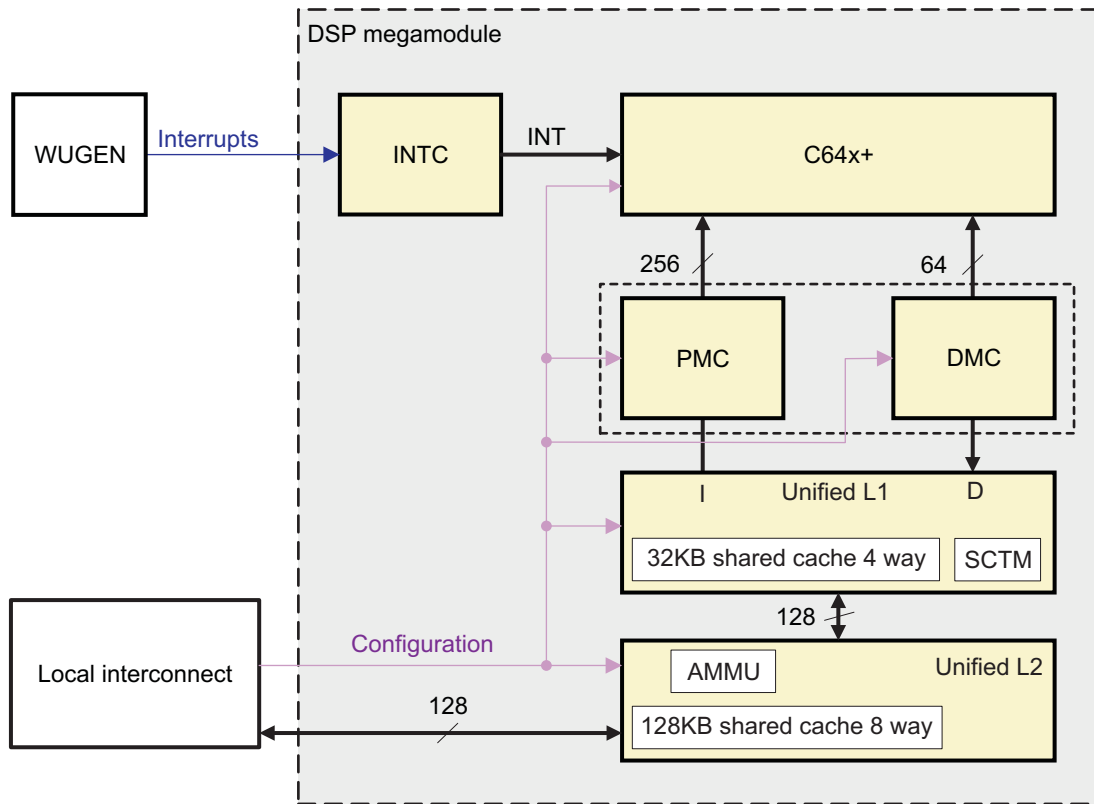 DSP megamodule
WUGEN
Interrupts
INTC
INT
C64x+
256
64
PMC
DMC
I
Unified L1
D
32KB shared cache 4 way
SCTM
128
Local interconnect
Configuration
AMMU
Unified L2
128
128KB shared cache 8 way